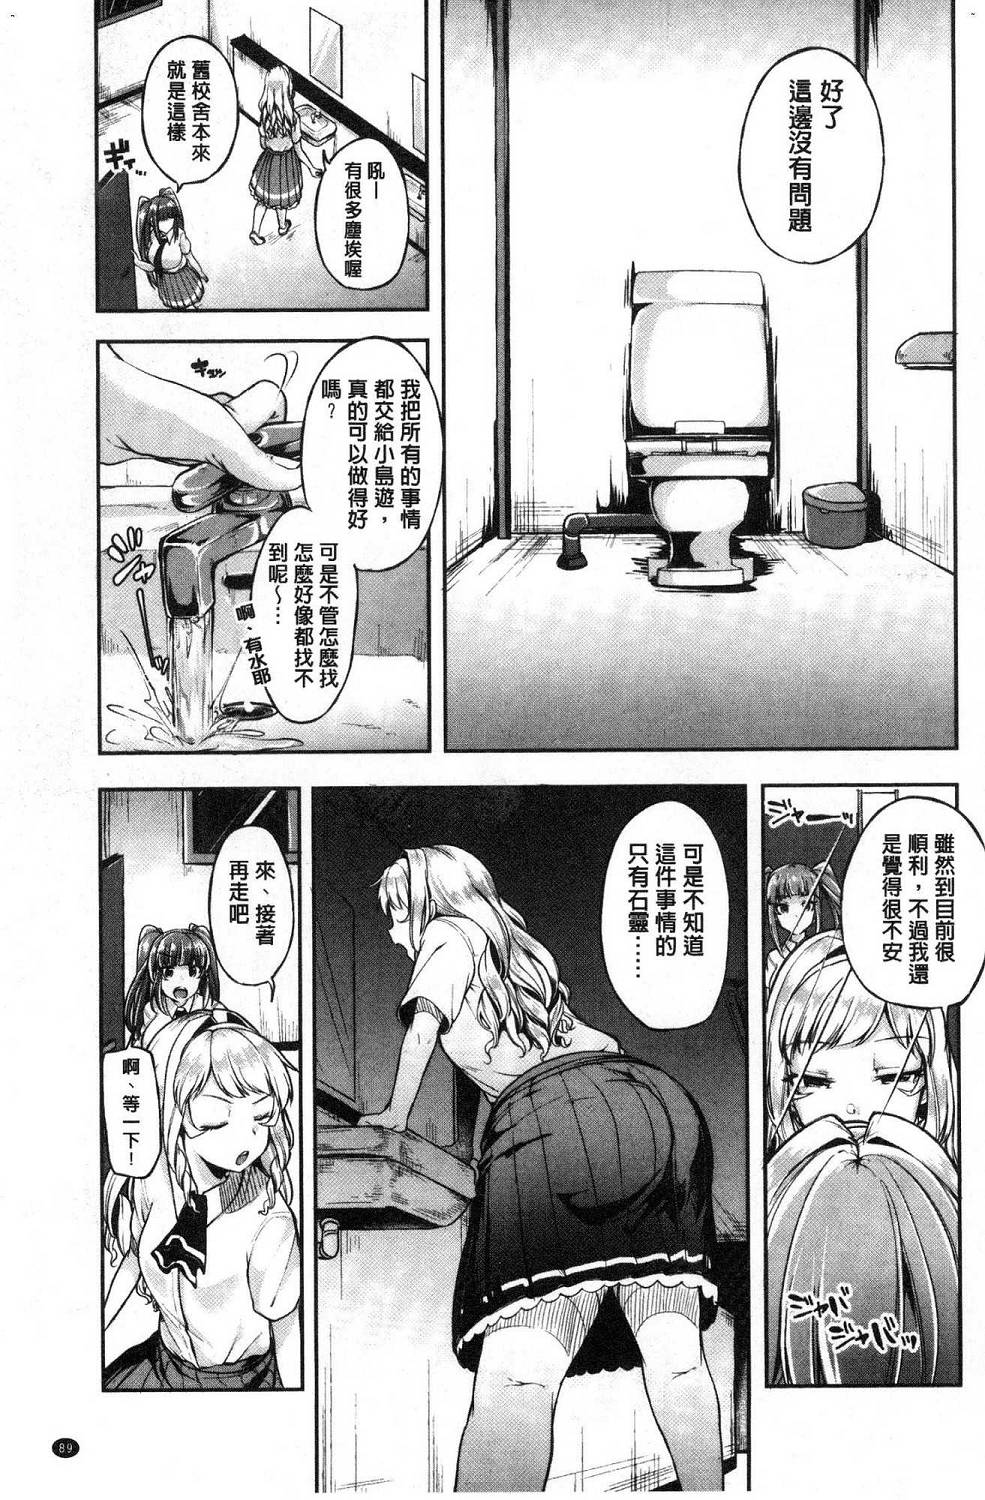 好了
這邊沒有問題
吼ー
有很多塵埃喔
舊校舍本來
就是這樣
ギィ…
我把所有的事情
都交給小島遊，
真的可以做得好
嗎？
可是不管怎麼找
怎麼好像都找不
到呢～…
啊、有水耶
キュッ
雖然到目前很
順利，不過我還
是覺得很不安
ジャーッ
ジャバ
ジャバッ
可是不知道
這件事情的
只有石靈……
來、接著
再走吧
啊、等一下！
89